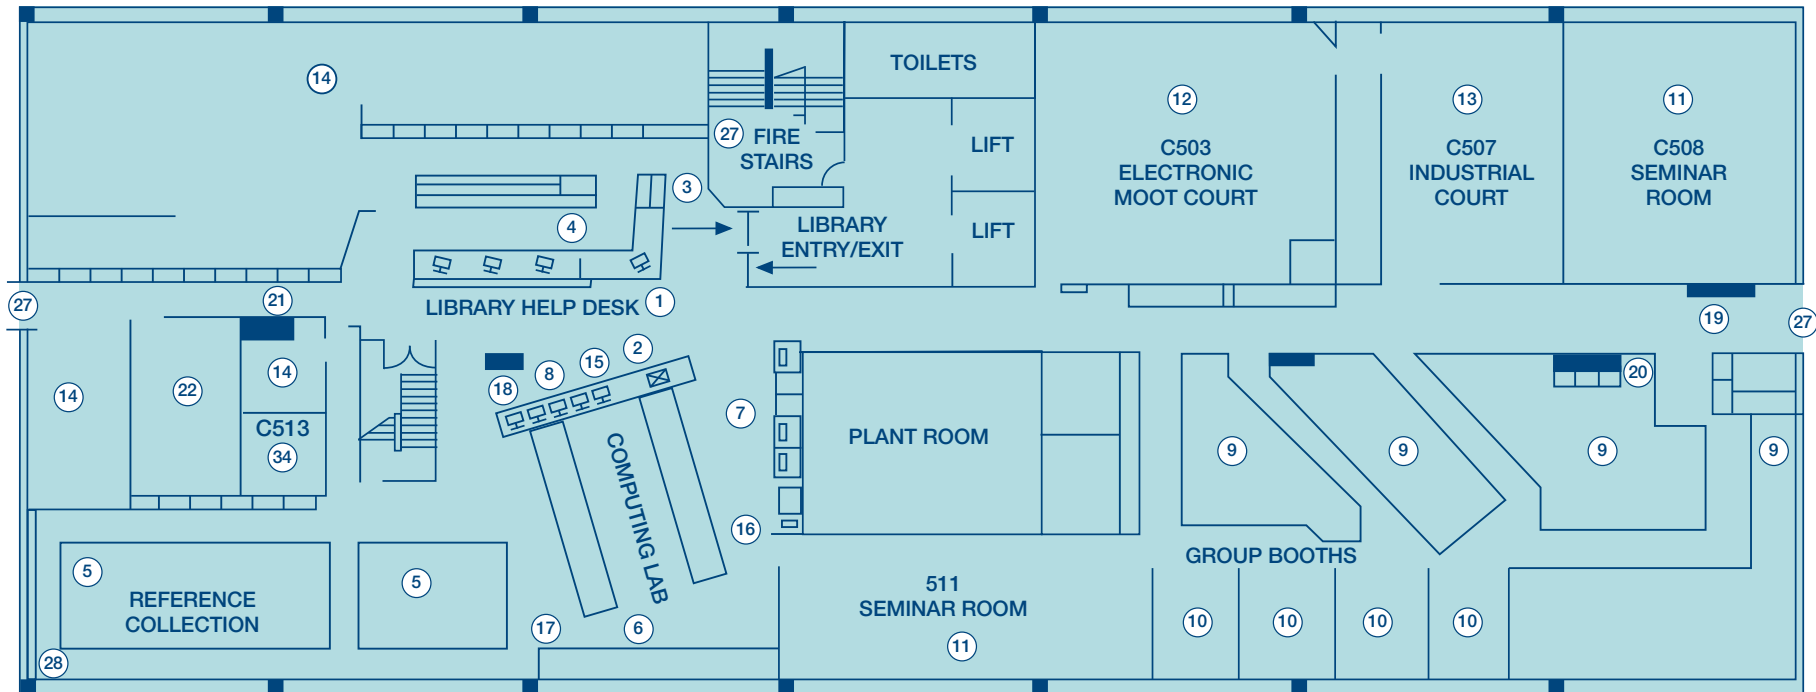 TOILETS
14
12
13
11
27
FIRE
STAIRS
LIFT
C503
ELECTRONIC
MOOT COURT
C507
INDUSTRIAL
COURT
C508
SEMINAR
ROOM
3
4
LIBRARY
ENTRY/EXIT
LIFT
27
21
LIBRARY HELP DESK
1
19
27
2
15
8
18
14
14
22
20
7
C513
34
COMPUTING LAB
PLANT ROOM
9
9
9
9
16
GROUP BOOTHS
5
5
REFERENCE
COLLECTION
511
SEMINAR ROOM
17
6
11
10
10
10
10
28